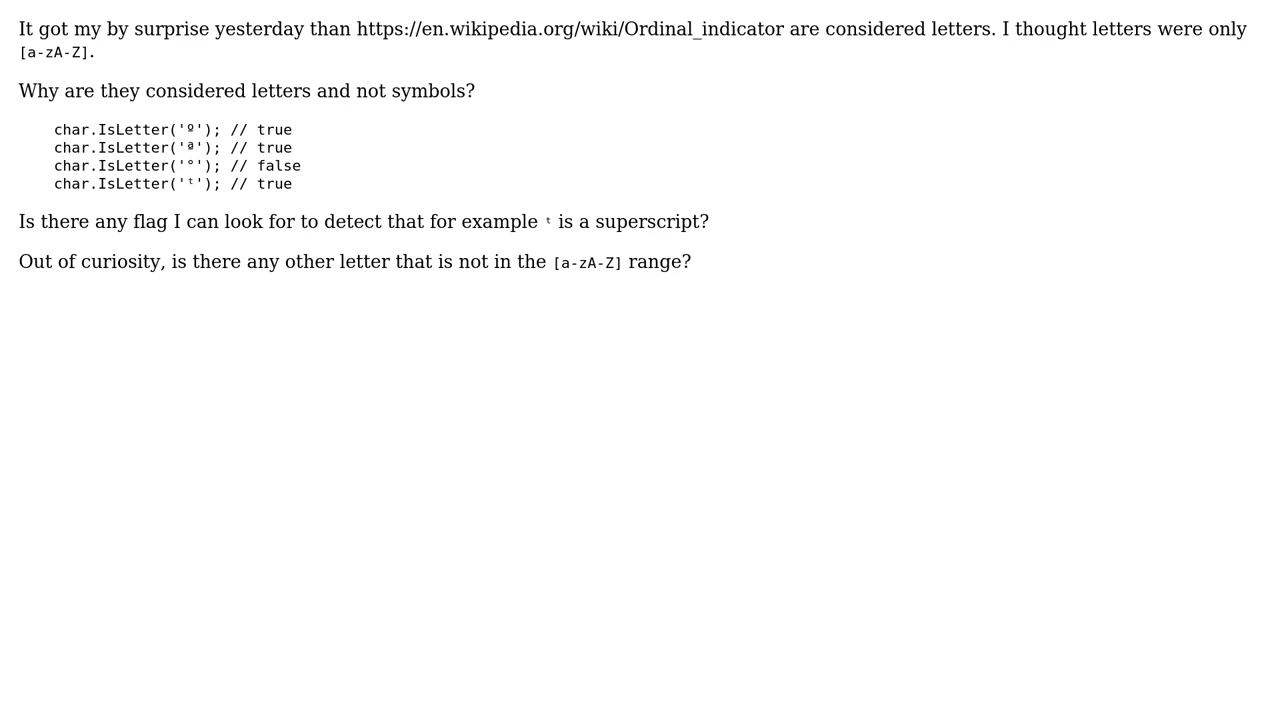 It got my by surprise yesterday than https://en.wikipedia.org/wiki/Ordinal_indicator are considered letters. I thought letters were only
[a-zA-Z].
Why are they considered letters and not symbols?
char.IsLetter('º'); // true
char.IsLetter('ª'); // true
char.IsLetter('°'); // false
char.IsLetter('ᵗ'); // true
Is there any flag I can look for to detect that for example ᵗ is a superscript?
Out of curiosity, is there any other letter that is not in the [a-zA-Z] range?